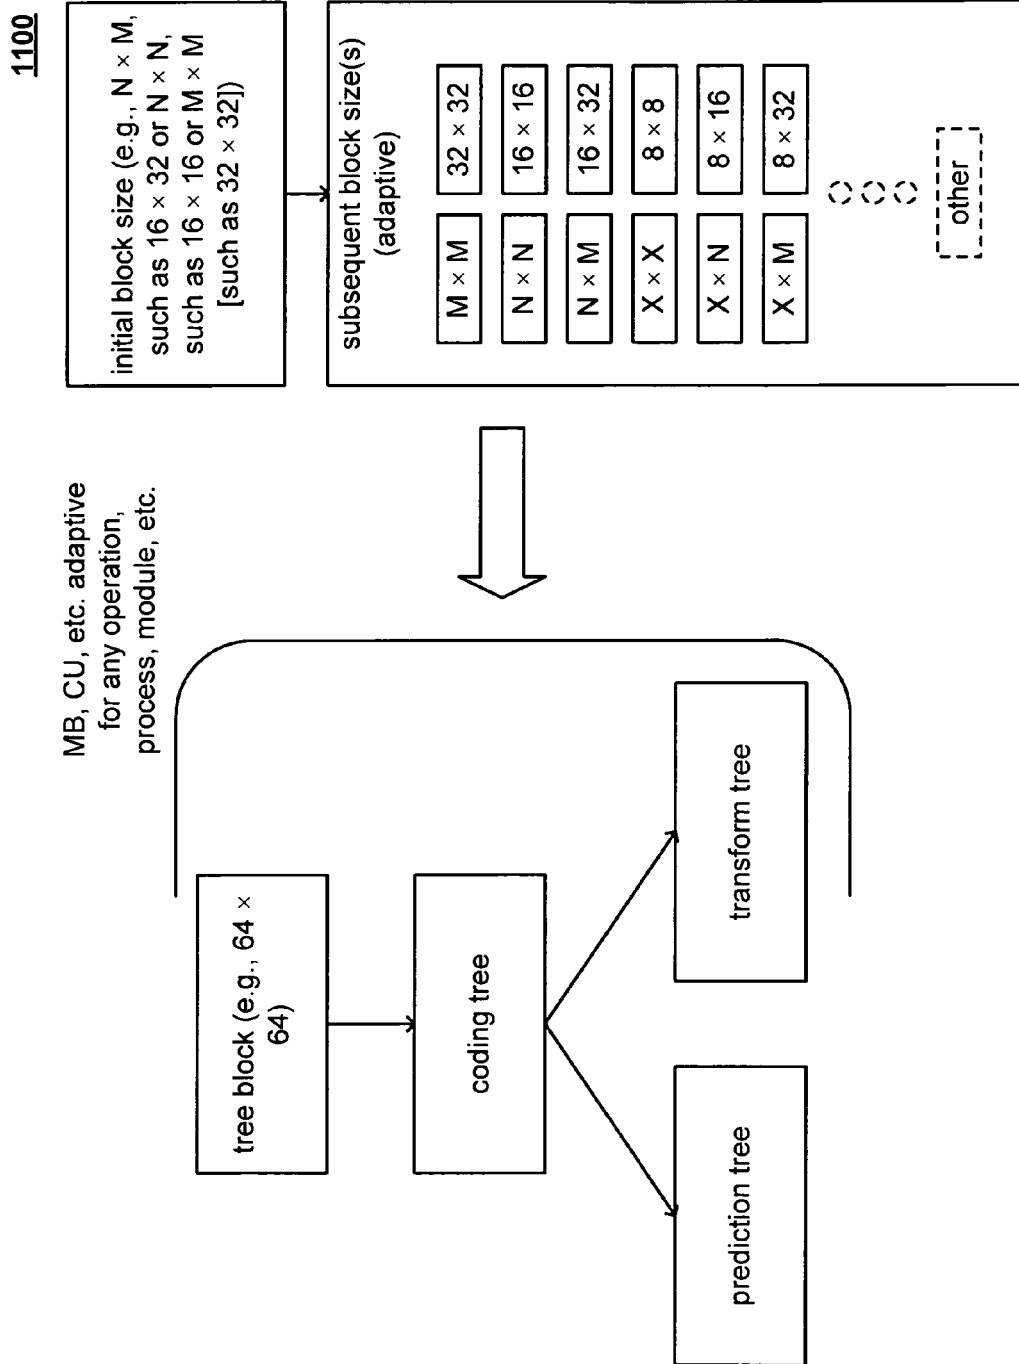 1100
MB, CU, etc. adaptive
for any operation,
process, module, etc.
tree block (e.g., 64 ×
64)
coding tree
prediction tree
transform tree
initial block size (e.g., N × M,
such as 16 × 32 or N × N,
such as 16 × 16 or M × M
[such as 32 × 32])
subsequent block size(s)
(adaptive)
M × M 32 × 32
N × N 16 × 16
N × M 16 × 32
X × X 8 × 8
X × N 8 × 16
X × M 8 × 32
other